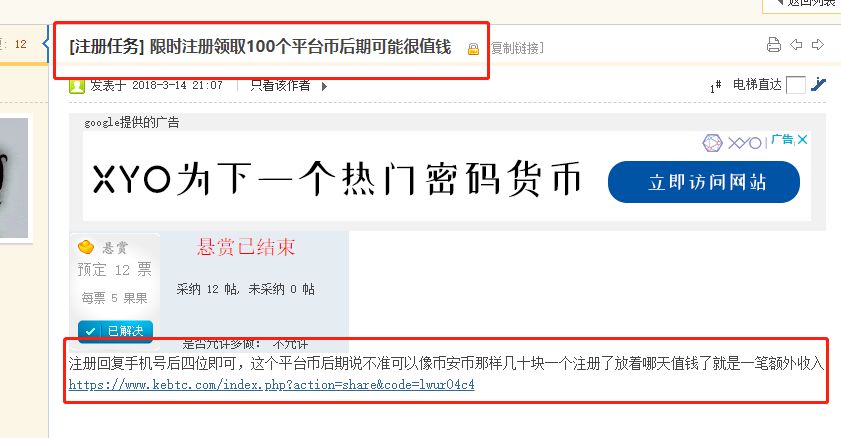 返回列表
: 12
[注册任务] 限时注册领取100个平台币后期可能很值钱 复制链接]
发表于 2018-3-14 21:07 只看该作者
1# 电梯直达
google提供的广告
XYO 广告
XYO为下一个热门密码货币
立即访问网站
悬赏
悬赏已结束
预定 12 票
采纳 12 帖, 未采纳 0 帖
每票 5 果果
已解决
是否允许多做: 不允许
注册回复手机号后四位即可，这个平台币后期说不准可以像币安币那样几十块一个注册了放着哪天值钱了就是一笔额外收入
https://www.kebtc.com/index.php?action=share&code=lwur04c4